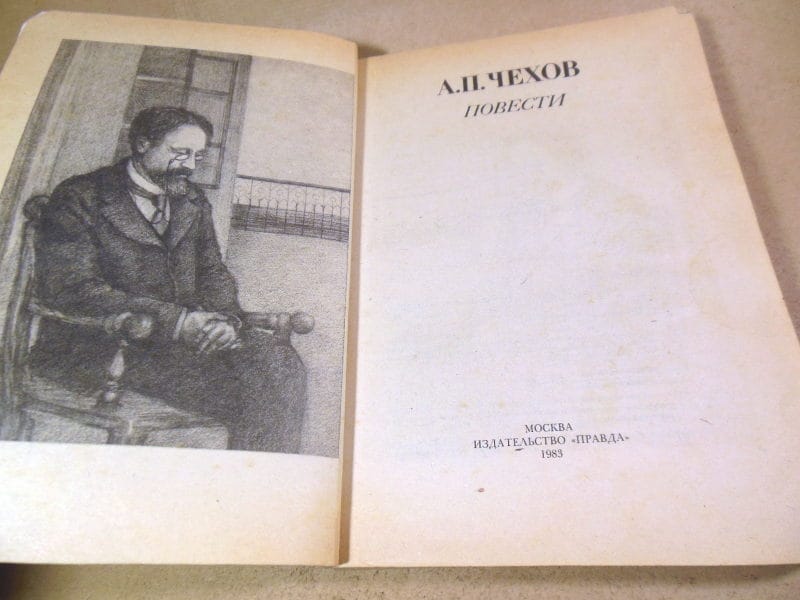 А.П.ЧЕХОВ
ПОВЕСТИ
МОСКВА
ИЗДАТЕЛЬСТВО «ПРАВДА»
1983